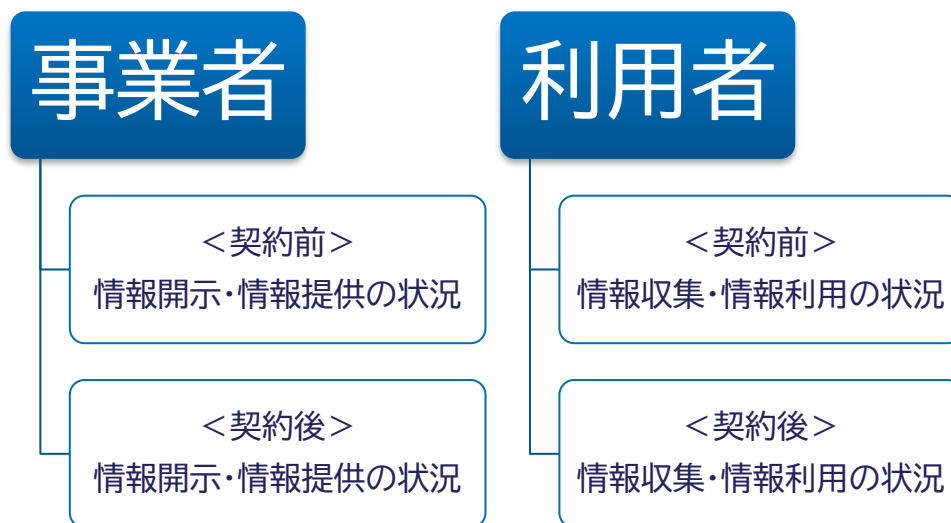 事業者
<契約前>
情報開示・情報提供の状況
<契約後>
情報開示・情報提供の状況
利用者
<契約前>
情報収集・情報利用の状況
<契約後>
情報収集・情報利用の状況